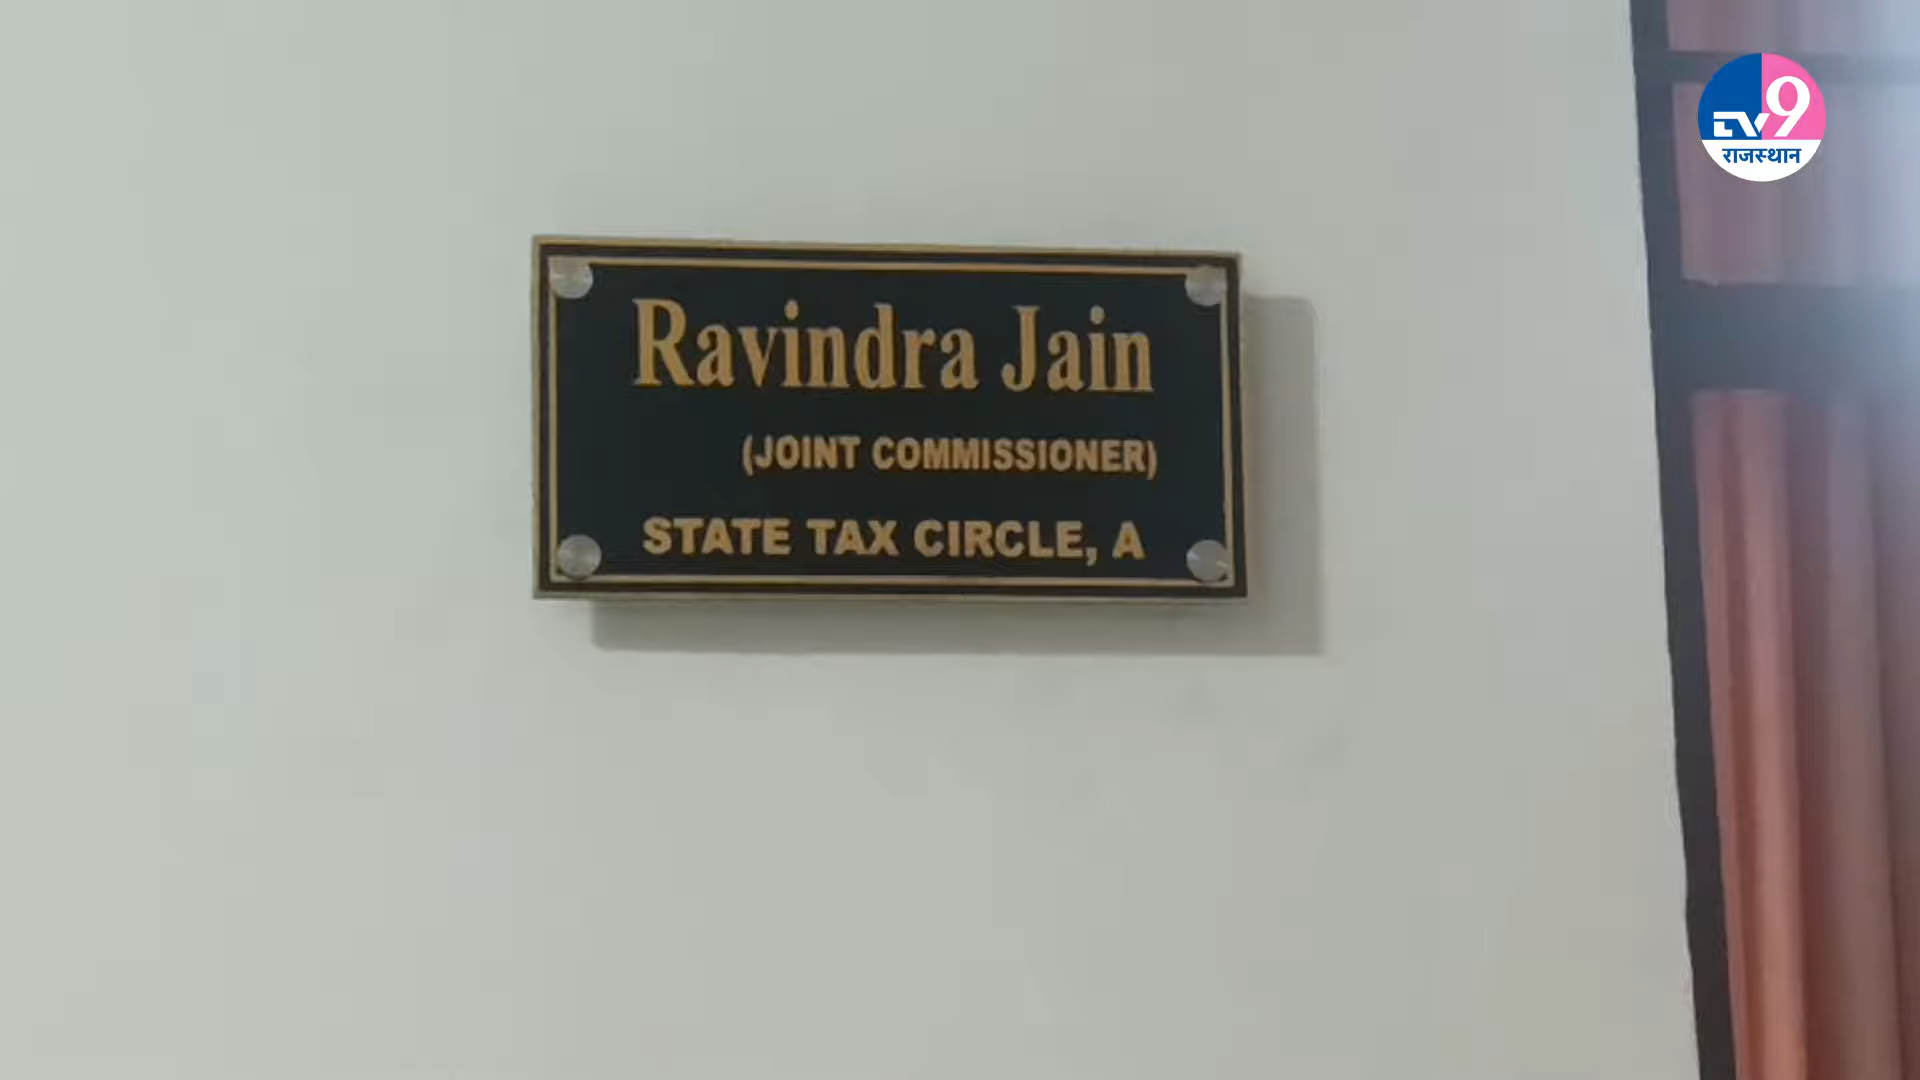 TV9
राजस्थान
Ravindra Jain
(JOINT COMMISSIONER)
STATE TAX CIRCLE, A